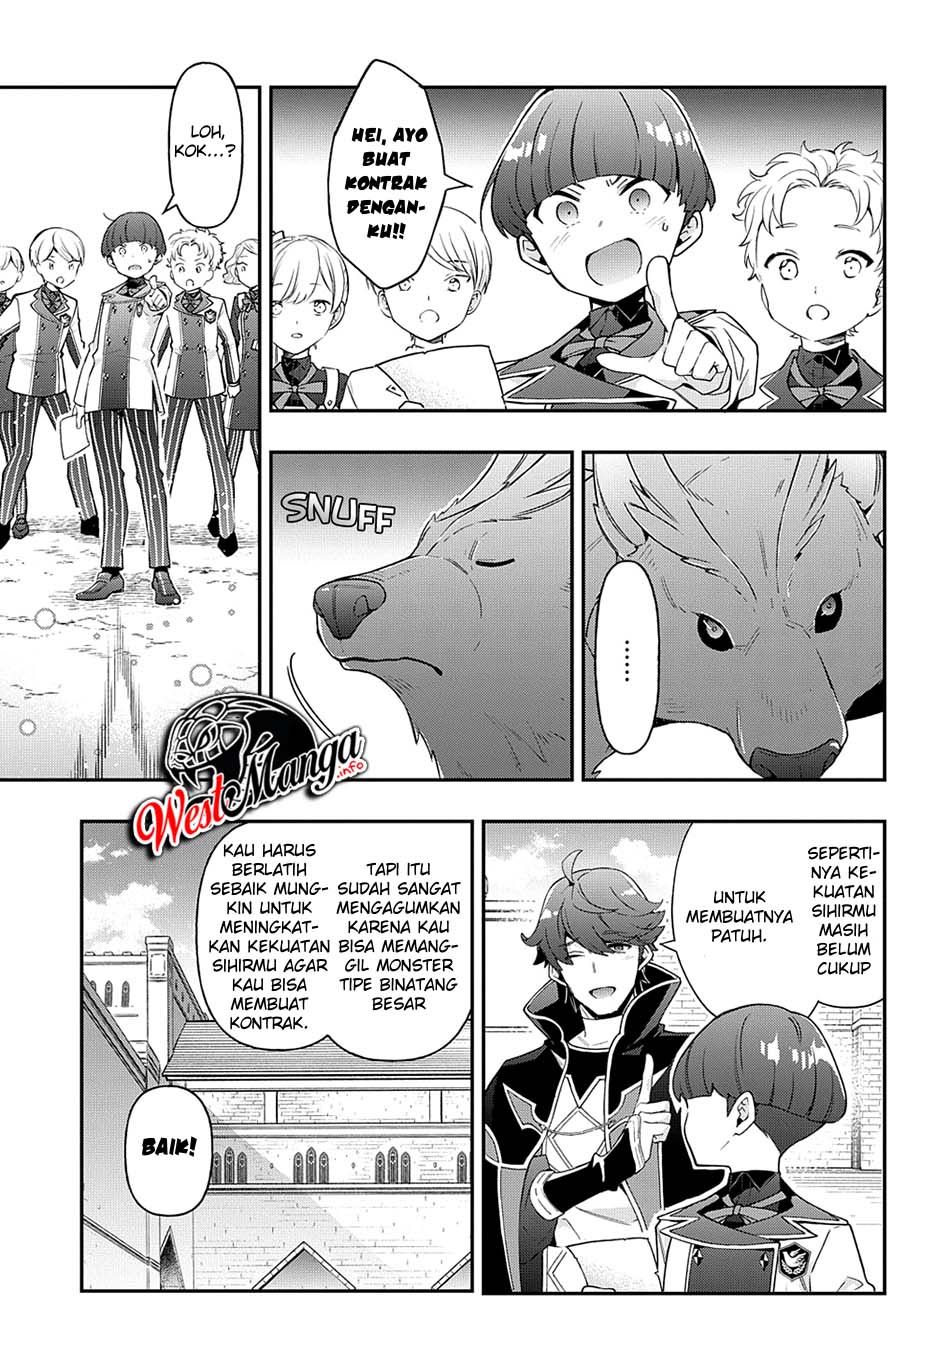 HEI, AYO
BUAT
KONTRAK
DENGAN-
KU!!
LOH,
KOK...?
.......
SNUFF
WestManga
.info
SEPERTI-
NYA KE-
KUATAN
SIHIRMU
MASIH
BELUM
CUKUP
UNTUK
MEMBUATNYA
PATUH.
TAPI ITU
SUDAH SANGAT
MENGAGUMKAN
KARENA KAU
BISA MEMANG-
GIL MONSTER
TIPE BINATANG
BESAR
KAU HARUS
BERLATIH
SEBAIK MUNG-
KIN UNTUK
MENINGKAT-
KAN KEKUATAN
SIHIRMU AGAR
KAU BISA
MEMBUAT
KONTRAK.
BAIK!